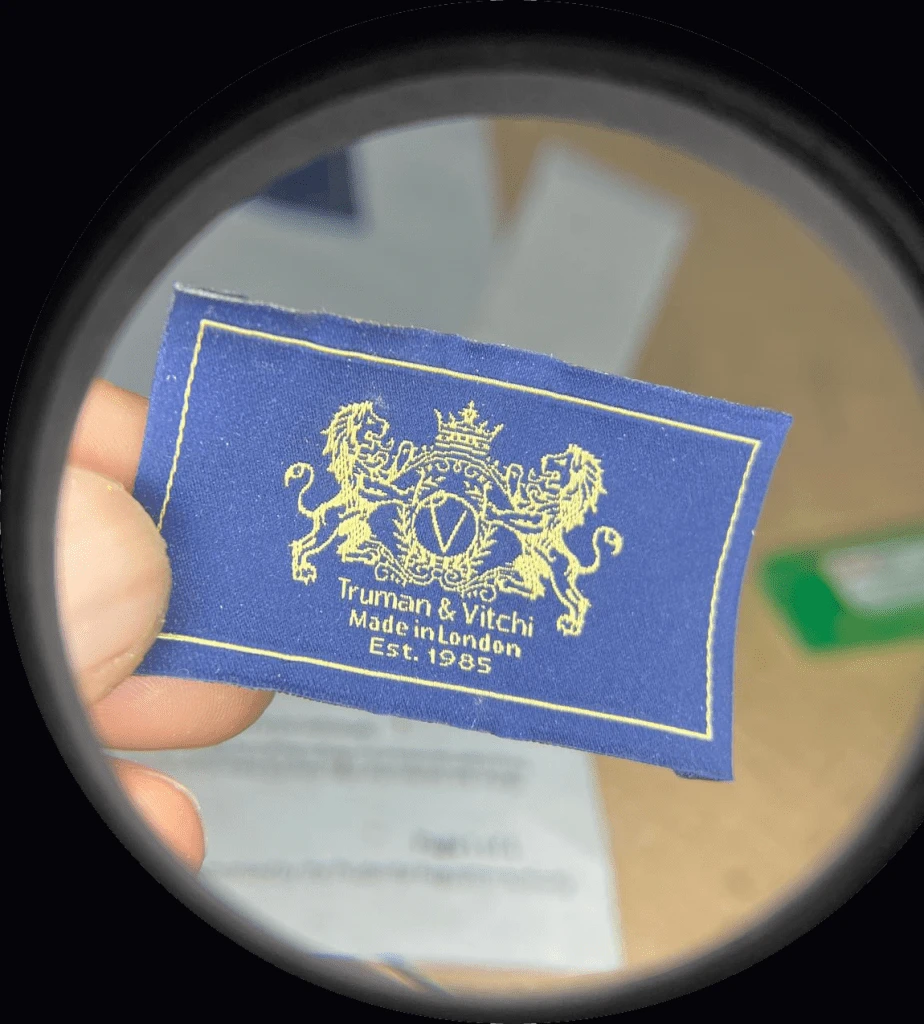 V
Truman & Vitchi
Made in London
Est. 1985